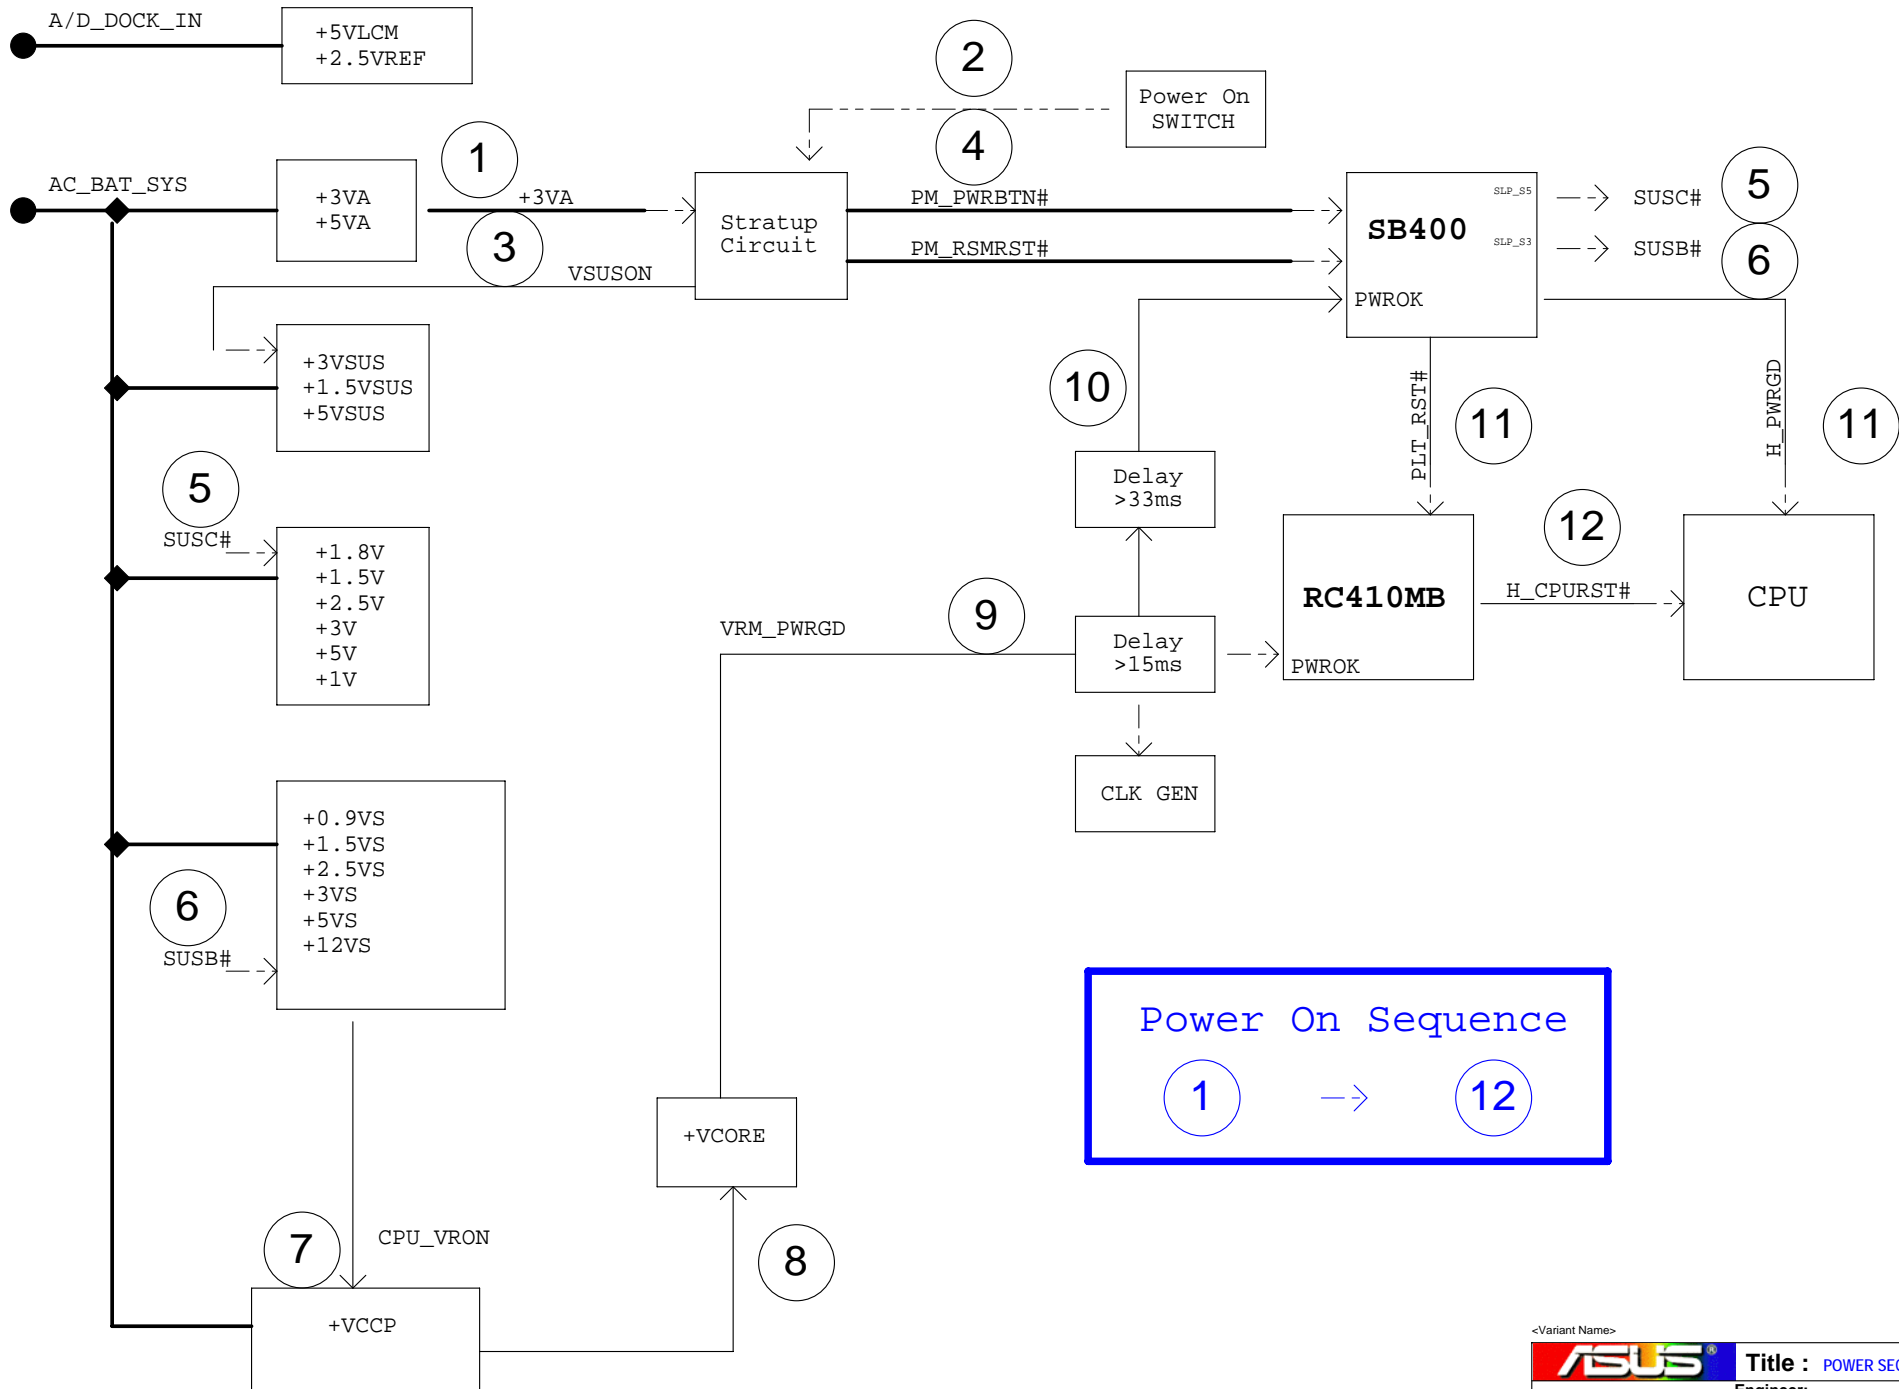 A/D_DOCK_IN
+5VLCM
+2.5VREF
2
Power On
SWITCH
4
1
AC_BAT_SYS
+3VA
+5VA
+3VA
3
VSUSON
Stratup
Circuit
PM_PWRBTN#
PM_RSMRST#
SB400
SLP_S5
SLP_S3
PWROK
SUSC#
5
SUSB#
6
+3VSUS
+1.5VSUS
+5VSUS
10
PLT_RST#
11
H_PWRGD
11
5
SUSC#
+1.8V
+1.5V
+2.5V
+3V
+5V
+1V
Delay
>33ms
9
VRM_PWRGD
Delay
>15ms
RC410MB
PWROK
12
H_CPURST#
CPU
CLK GEN
+0.9VS
+1.5VS
+2.5VS
+3VS
+5VS
+12VS
6
SUSB#
Power On Sequence
1
12
+VCORE
7
CPU_VRON
8
+VCCP
<Variant Name>
ASUS®
Title :
POWER SEQ
Engineer: